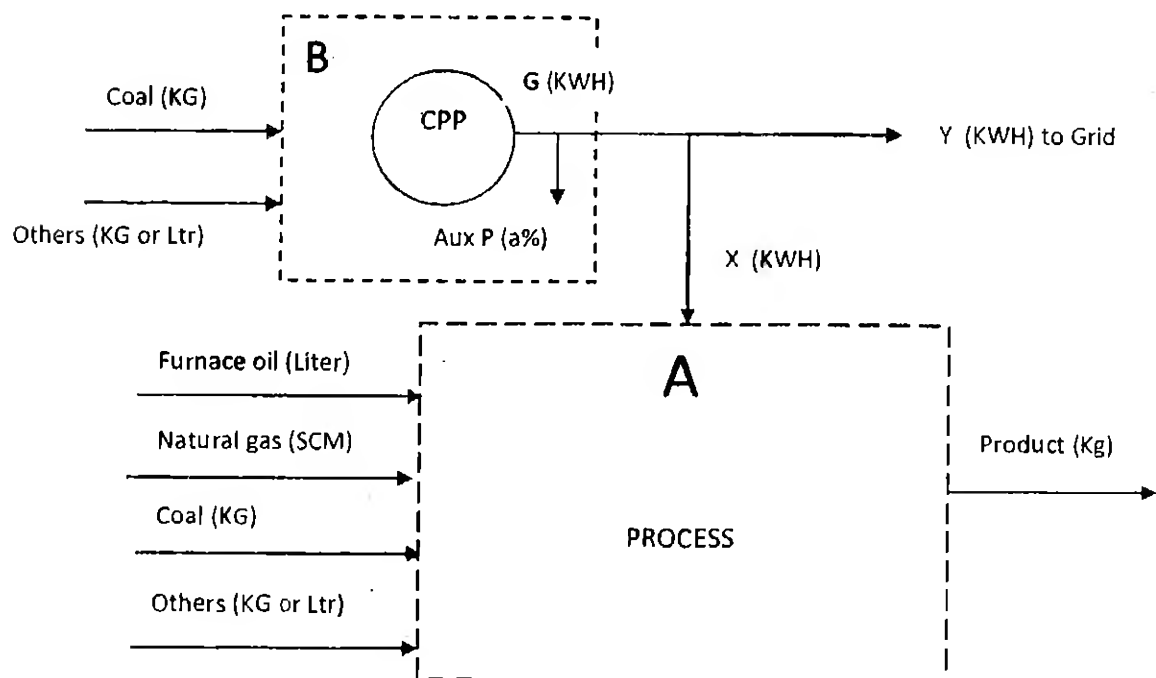 B
G (KWH)
Coal (KG)
CPP
Y (KWH) to Grid
Others (KG or Ltr)
Aux P (a%)
X (KWH)
Furnace oil (Liter)
A
Natural gas (SCM)
Product (Kg)
Coal (KG)
PROCESS
Others (KG or Ltr)